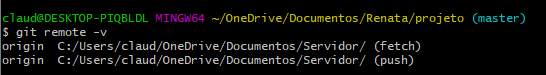 claud@DESKTOP-PIQBLDL MINGW64 ~/OneDrive/Documentos/Renata/projeto (master)
$ git remote -v
origin  C:/Users/claud/OneDrive/Documentos/Servidor/ (fetch)
origin  C:/Users/claud/OneDrive/Documentos/Servidor/ (push)